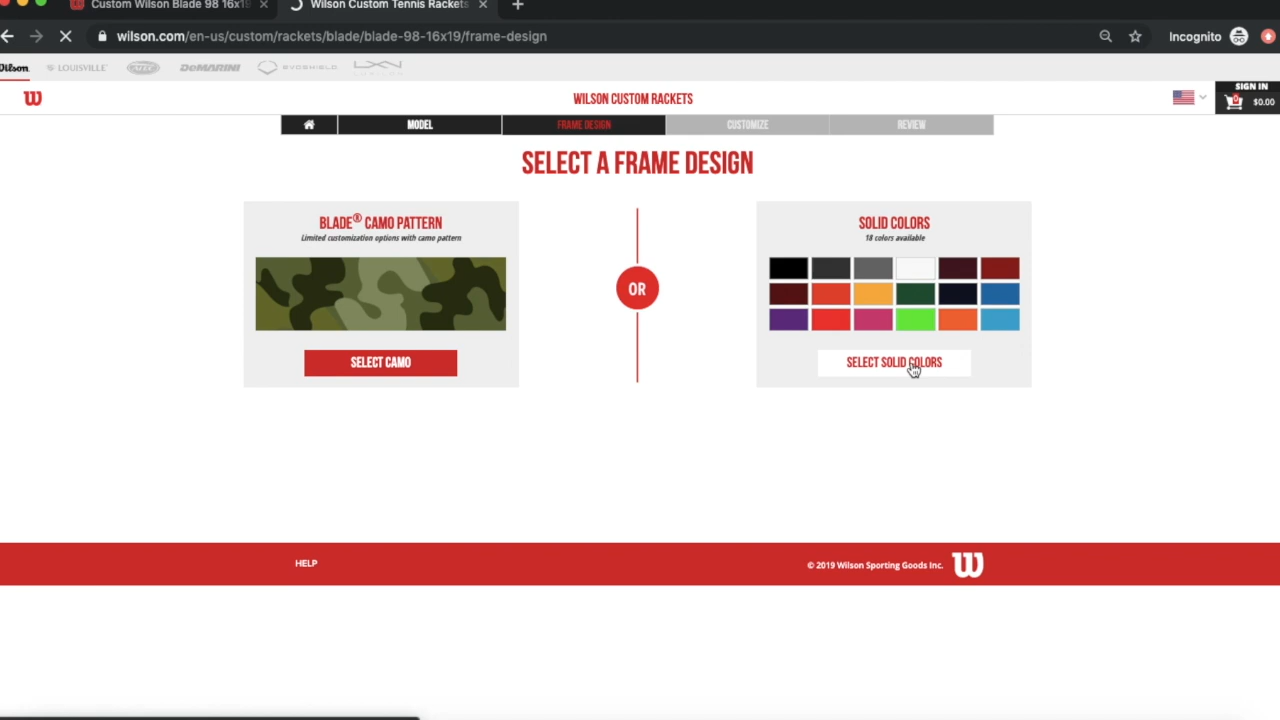 Custom Wilson Blade 98 16x19
Wilson Custom Tennis Rackets
wilson.com/en-us/custom/rackets/blade/blade-98-16x19/frame-design
Incognito
Wilson
LOUISVILLE
DeMARINI
EVOSHIELD
SIGN IN
WILSON CUSTOM RACKETS
0
$0.00
MODEL
FRAME DESIGN
CUSTOMIZE
REVIEW
SELECT A FRAME DESIGN
BLADE® CAMO PATTERN
Limited customization options with camo pattern
SELECT CAMO
OR
SOLID COLORS
18 colors available
SELECT SOLID COLORS
HELP
© 2019 Wilson Sporting Goods Inc.
W